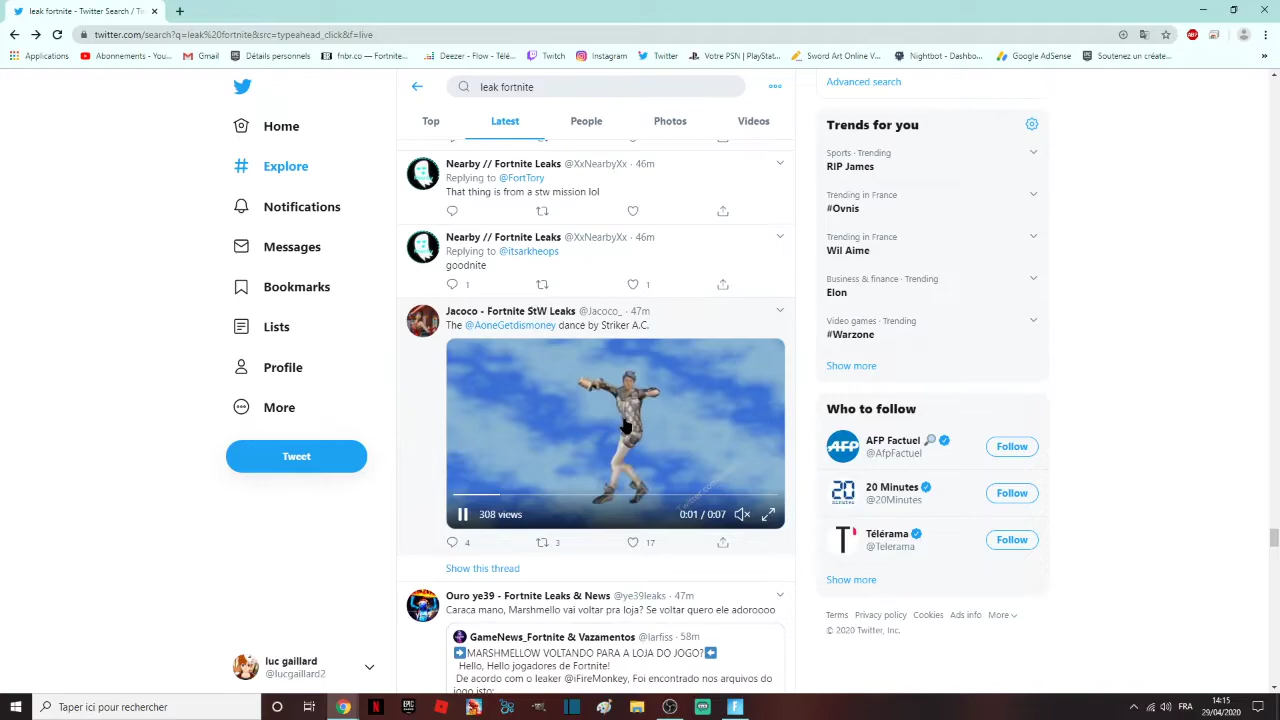 leak fortnite - Twitter Search / Tw
twitter.com/search?q=leak%20fortnite&src=typeahead_click&f=live
Applications
Abonnements - You...
Gmail
Détails personnels
fnbr.co —
Deezer - Flow - Télé...
Twitch
Instagram
Twitter
Votre PSN | PlayStat...
Sword Art Online V...
Nightbot - Dashbo...
Google AdSense
Soutenez un créate...
leak fortnite
Top
Latest
People
Photos
Videos
Home
Explore
Notifications
Messages
Bookmarks
Lists
Profile
More
Tweet
luc gaillard
@lucgaillard2
Nearby // Fortnite Leaks @XxNearbyXx · 46m
Replying to @FortTory
That thing is from a stw mission lol
Nearby // Fortnite Leaks @XxNearbyXx · 46m
Replying to @itsarkheops
goodnite
1
1
Jacoco - Fortnite StW Leaks @Jacoco_ · 47m
The @AoneGetdismoney dance by Striker A.C.
308 views
0:01 / 0:07
4
3
17
Show this thread
Ouro ye39 - Fortnite Leaks & News @ye39leaks · 47m
Caraca mano, Marshmello vai voltar pra loja? Se voltar quero ele adoroooo
GameNews_Fortnite & Vazamentos @larfiss · 58m
➡MARSHMELLOW VOLTANDO PARA A LOJA DO JOGO?⬅
Hello, Hello jogadores de Fortnite!
De acordo com o leaker @iFireMonkey, Foi encontrado nos arquivos do
jogo isto:
Advanced search
Trends for you
Sports · Trending
RIP James
Trending in France
#Ovnis
Trending in France
Wil Aime
Business & finance · Trending
Elon
Video games · Trending
#Warzone
Show more
Who to follow
AFP Factuel
@AfpFactuel
Follow
20 Minutes
@20Minutes
Follow
Télérama
@Telerama
Follow
Show more
Terms Privacy policy Cookies Ads info More
© 2020 Twitter, Inc.
Taper ici pour rechercher
FRA
14:15
29/04/2020